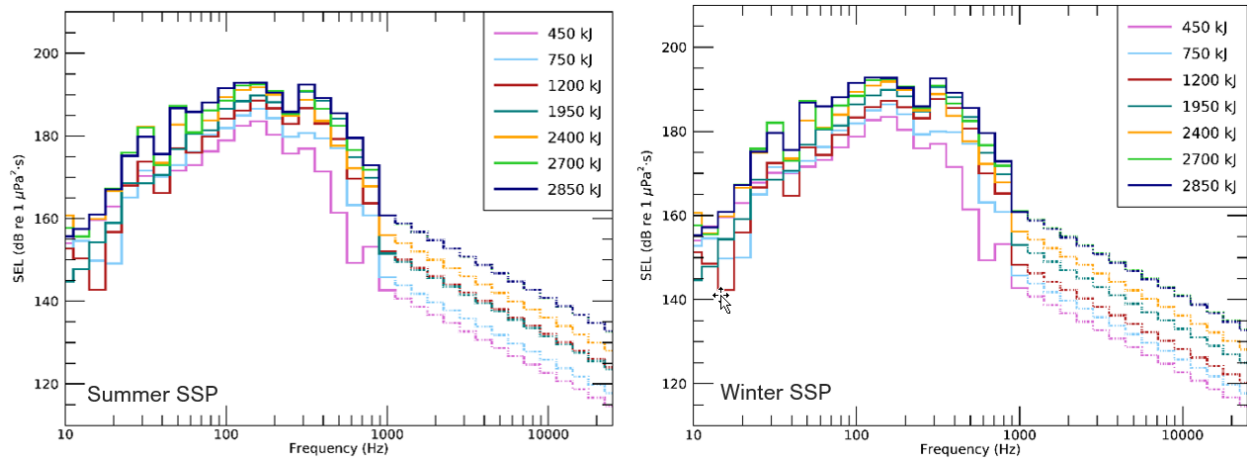 200
180
160
140
120
SEL (dB re 1 µPa²·s)
450 kJ
750 kJ
1200 kJ
1950 kJ
2400 kJ
2700 kJ
2850 kJ
Summer SSP
10 100 1000 10000
Frequency (Hz)
200
180
160
140
120
SEL (dB re 1 µPa²·s)
450 kJ
750 kJ
1200 kJ
1950 kJ
2400 kJ
2700 kJ
2850 kJ
Winter SSP
10 100 1000 10000
Frequency (Hz)